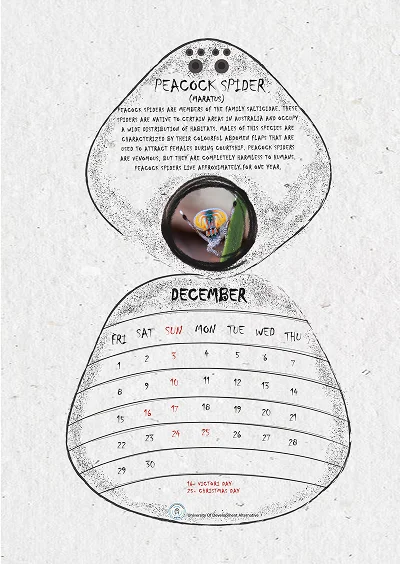 PEACOCK SPIDER
(MARATUS)
PEACOCK SPIDERS ARE MEMBERS OF THE FAMILY SALTICIDAE. THESE
SPIDERS ARE NATIVE TO CERTAIN AREAS IN AUSTRALIA AND OCCUPY
A WIDE DISTRIBUTION OF HABITATS. MALES OF THIS SPECIES ARE
CHARACTERIZED BY THEIR COLOURFUL ABDOMEN FLAPS THAT ARE
USED TO ATTRACT FEMALES DURING COURTSHIP. PEACOCK SPIDERS
ARE VENOMOUS, BUT THEY ARE COMPLETELY HARMLESS TO HUMANS.
PEACOCK SPIDERS LIVE APPROXIMATELY FOR ONE YEAR.
DECEMBER
FRI SAT SUN MON TUE WED THU
1 2 3 4 5 6 7
8 9 10 11 12 13 14
15 16 17 18 19 20 21
22 23 24 25 26 27 28
29 30
16- VICTORY DAY
25- CHRISTMAS DAY
University Of Development Alternative